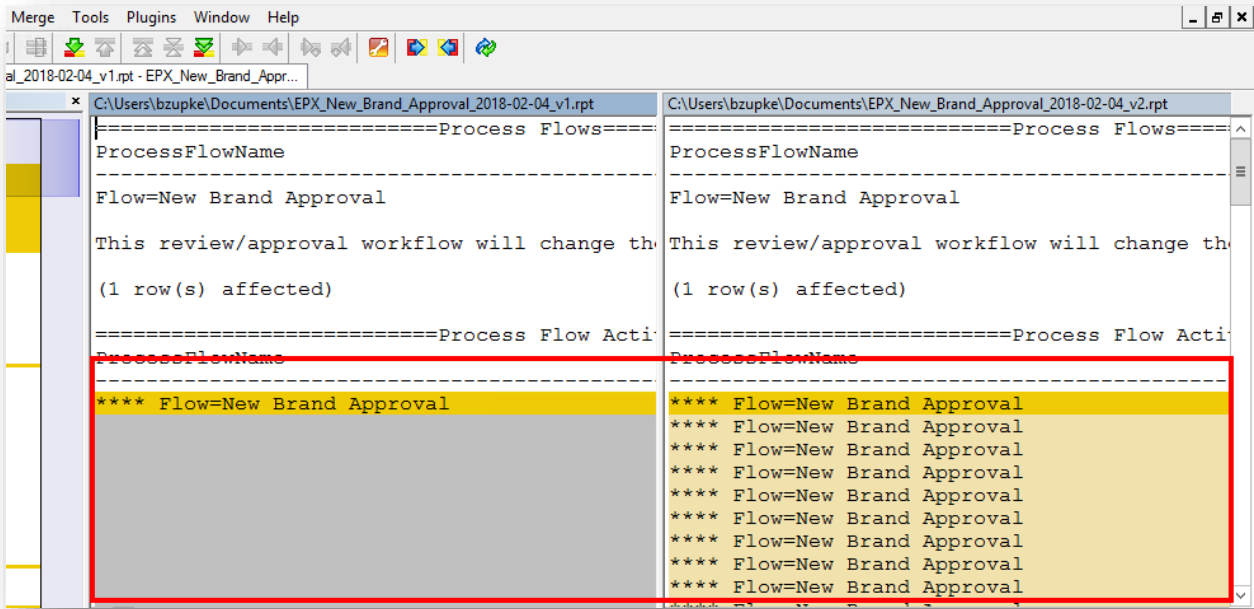 Merge Tools Plugins Window Help
al_2018-02-04_v1.rpt - EPX_New_Brand_Appr...
C:\Users\bzupke\Documents\EPX_New_Brand_Approval_2018-02-04_v1.rpt
===========================Process Flows====
ProcessFlowName
--------------------------------------------
Flow=New Brand Approval
This review/approval workflow will change the
(1 row(s) affected)
===========================Process Flow Acti
ProcessFlowName
--------------------------------------------
**** Flow=New Brand Approval
C:\Users\bzupke\Documents\EPX_New_Brand_Approval_2018-02-04_v2.rpt
===========================Process Flows====
ProcessFlowName
--------------------------------------------
Flow=New Brand Approval
This review/approval workflow will change the
(1 row(s) affected)
===========================Process Flow Acti
ProcessFlowName
--------------------------------------------
**** Flow=New Brand Approval
**** Flow=New Brand Approval
**** Flow=New Brand Approval
**** Flow=New Brand Approval
**** Flow=New Brand Approval
**** Flow=New Brand Approval
**** Flow=New Brand Approval
**** Flow=New Brand Approval
**** Flow=New Brand Approval